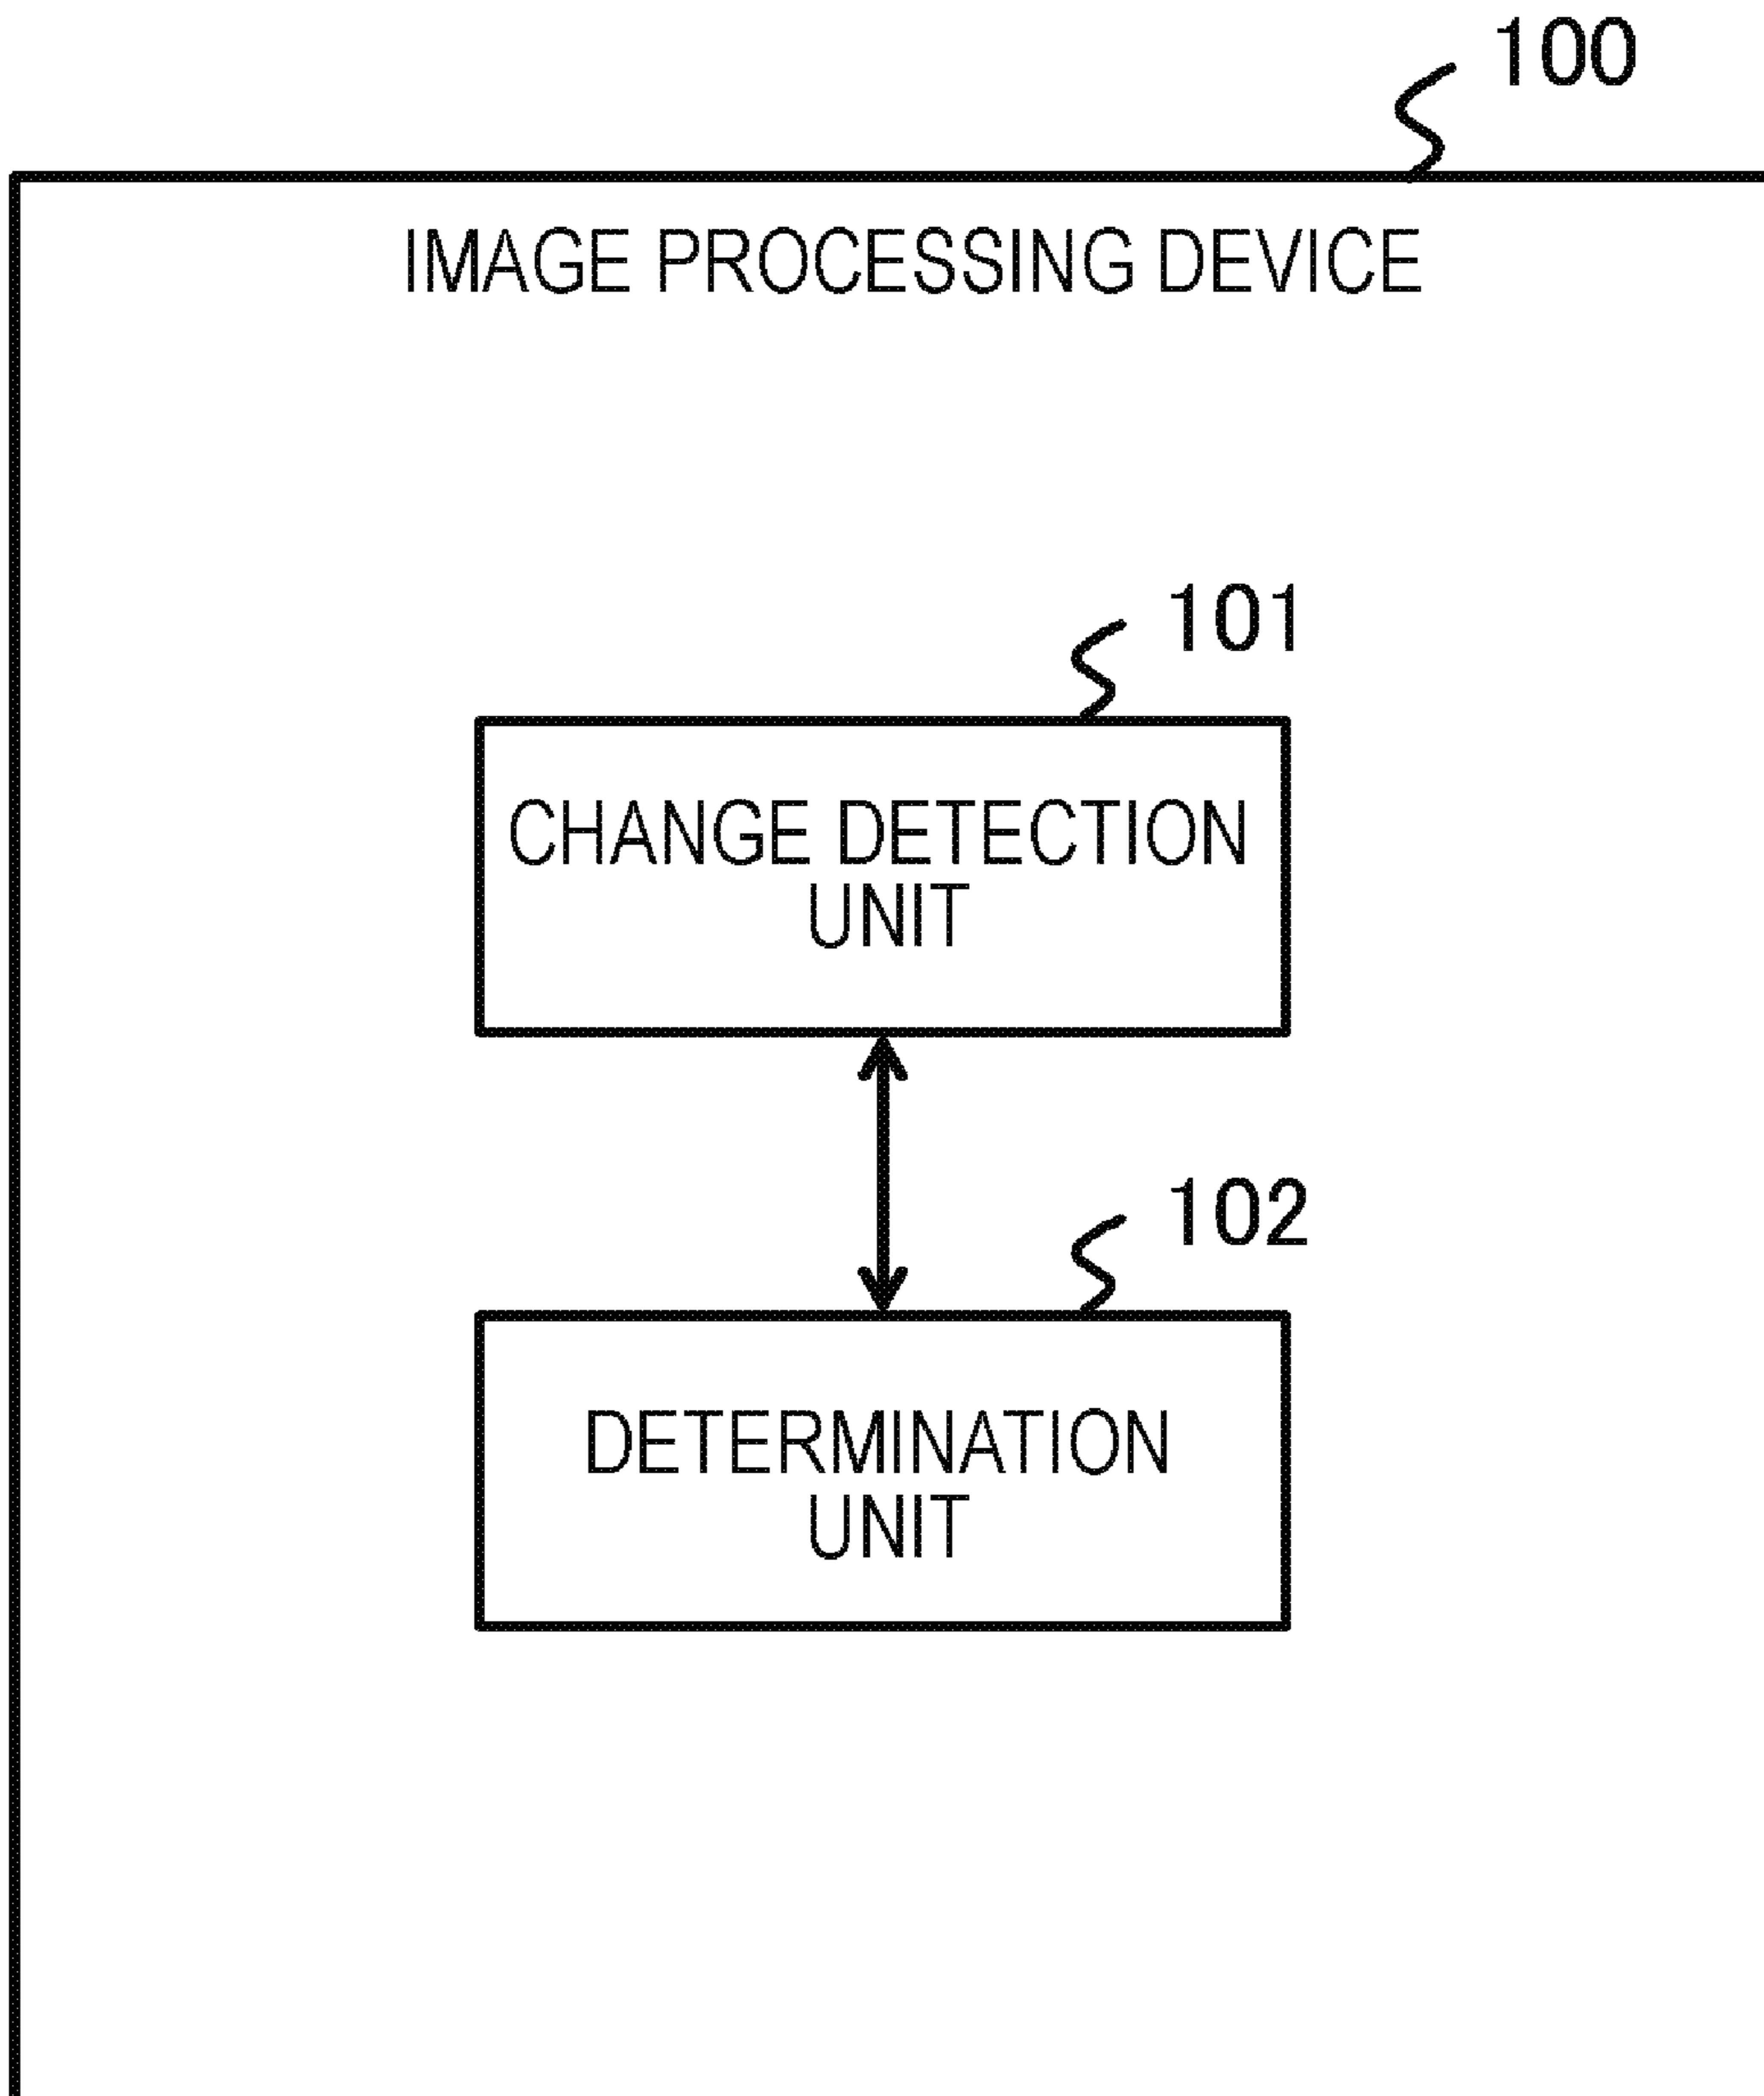 100
IMAGE PROCESSING DEVICE
101
CHANGE DETECTION
UNIT
102
DETERMINATION
UNIT